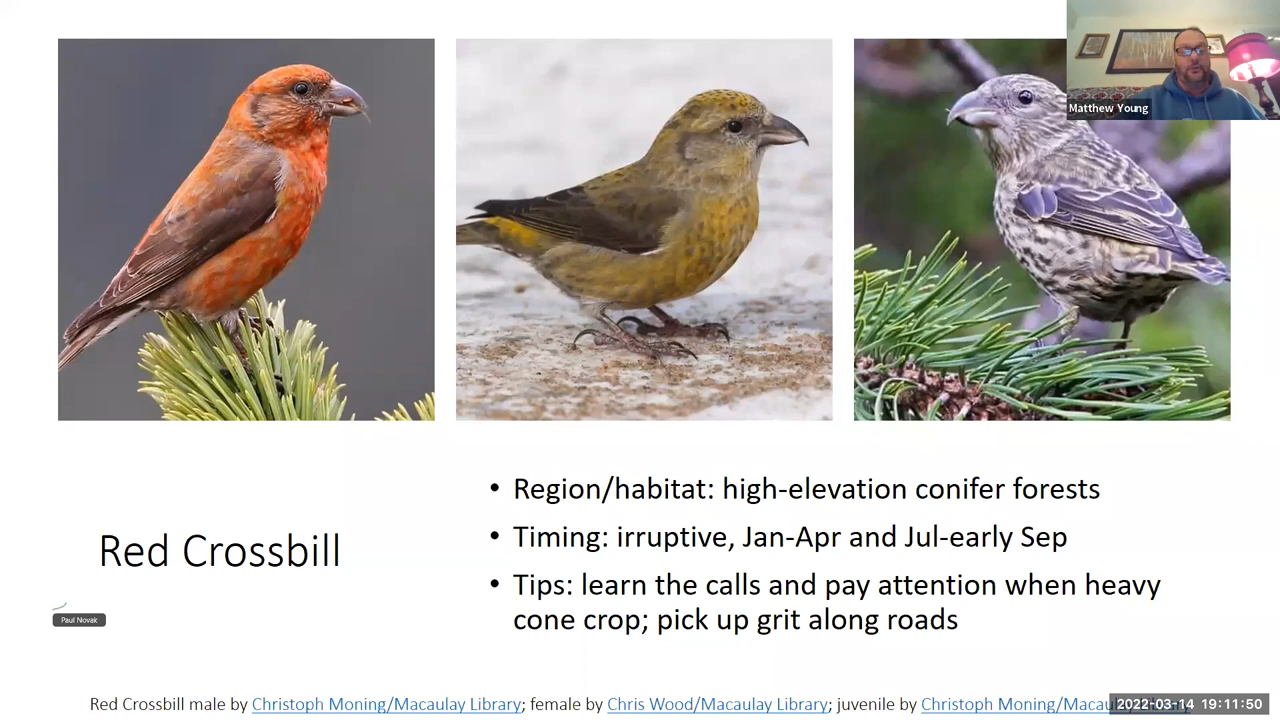 Matthew Young
• Region/habitat: high-elevation conifer forests
• Timing: irruptive, Jan-Apr and Jul-early Sep
Red Crossbill
• Tips: learn the calls and pay attention when heavy
cone crop; pick up grit along roads
Paul Novak
Red Crossbill male by Christoph Moning/Macaulay Library; female by Chris Wood/Macaulay Library; juvenile by Christoph Moning/
2022-03-14 19:11:50